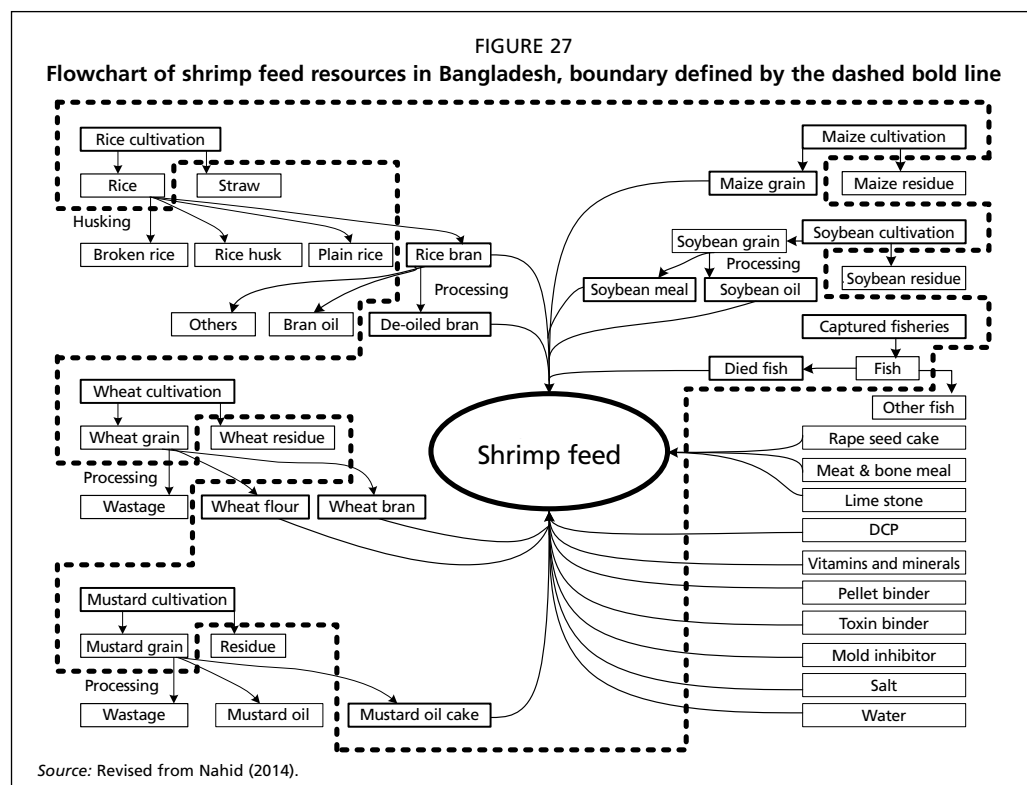 FIGURE 27
Flowchart of shrimp feed resources in Bangladesh, boundary defined by the dashed bold line
Rice cultivation
Rice
Straw
Husking
Broken rice
Rice husk
Plain rice
Rice bran
Processing
Others
Bran oil
De-oiled bran
Wheat cultivation
Wheat grain
Wheat residue
Processing
Wastage
Wheat flour
Wheat bran
Mustard cultivation
Mustard grain
Residue
Processing
Wastage
Mustard oil
Mustard oil cake
Shrimp feed
Maize cultivation
Maize grain
Maize residue
Soybean cultivation
Soybean grain
Processing
Soybean residue
Soybean meal
Soybean oil
Captured fisheries
Died fish
Fish
Other fish
Rape seed cake
Meat & bone meal
Lime stone
DCP
Vitamins and minerals
Pellet binder
Toxin binder
Mold inhibitor
Salt
Water
Source: Revised from Nahid (2014).